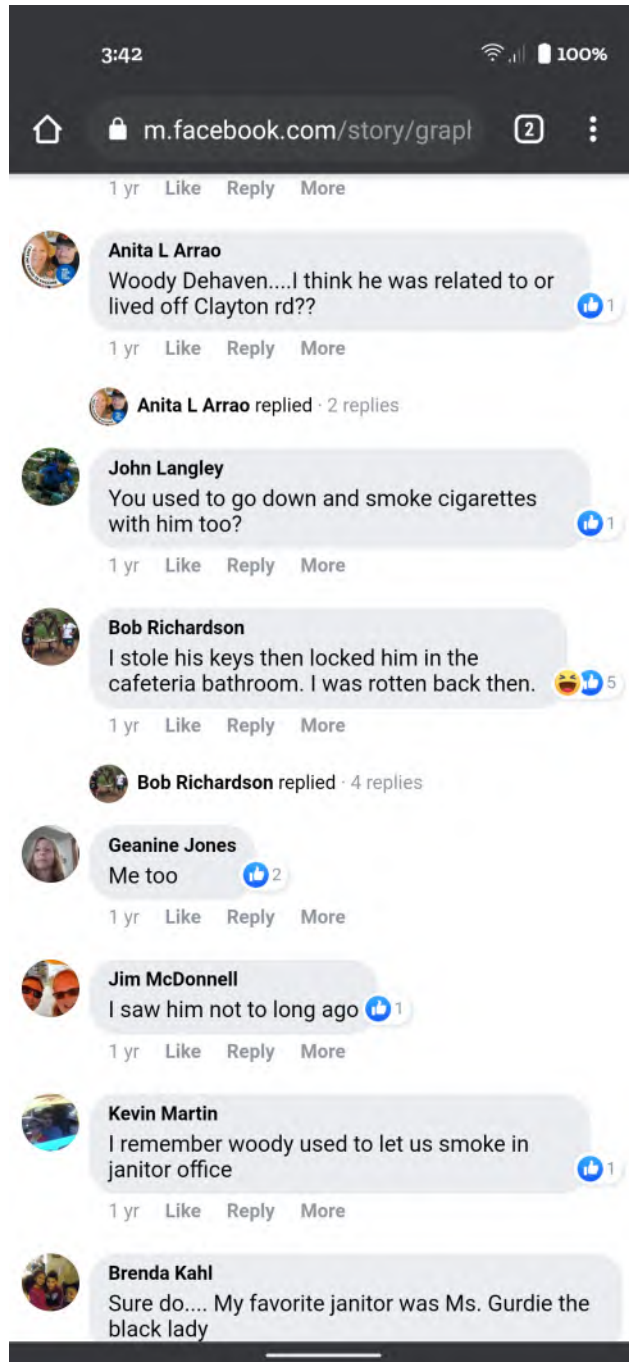 3:42 100%
m.facebook.com/story/grapl 2
1 yr Like Reply More
Anita L Arrao
Woody Dehaven....I think he was related to or
lived off Clayton rd??
1
1 yr Like Reply More
Anita L Arrao replied · 2 replies
John Langley
You used to go down and smoke cigarettes
with him too?
1
1 yr Like Reply More
Bob Richardson
I stole his keys then locked him in the
cafeteria bathroom. I was rotten back then.
5
1 yr Like Reply More
Bob Richardson replied · 4 replies
Geanine Jones
Me too 2
1 yr Like Reply More
Jim McDonnell
I saw him not to long ago 1
1 yr Like Reply More
Kevin Martin
I remember woody used to let us smoke in
janitor office
1
1 yr Like Reply More
Brenda Kahl
Sure do.... My favorite janitor was Ms. Gurdie the
black lady